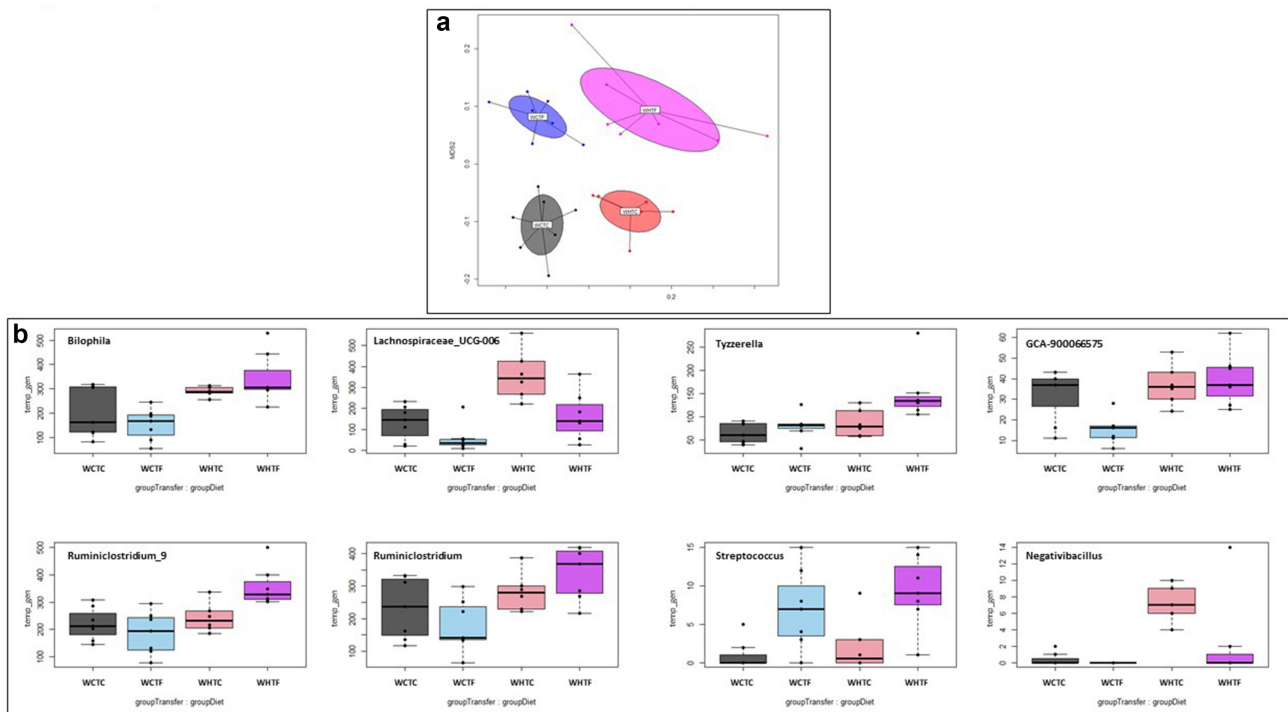 a
0.2
0.1
0.0
-0.1
-0.2
MDS2
WCTF
WHTF
WCTC
WHTC
0.2
b
Bilophila
500
400
300
200
100
temp_gen
WCTC WCTF WHTC WHTF
groupTransfer : groupDiet
Lachnospiraceae_UCG-006
500
400
300
200
100
0
temp_gen
WCTC WCTF WHTC WHTF
groupTransfer : groupDiet
Tyzzerella
250
200
150
100
50
temp_gen
WCTC WCTF WHTC WHTF
groupTransfer : groupDiet
GCA-900066575
60
50
40
30
20
10
temp_gen
WCTC WCTF WHTC WHTF
groupTransfer : groupDiet
Ruminiclostridium_9
500
400
300
200
100
temp_gen
WCTC WCTF WHTC WHTF
groupTransfer : groupDiet
Ruminiclostridium
400
300
200
100
temp_gen
WCTC WCTF WHTC WHTF
groupTransfer : groupDiet
Streptococcus
15
10
5
0
temp_gen
WCTC WCTF WHTC WHTF
groupTransfer : groupDiet
Negativibacillus
14
12
10
8
6
4
2
0
temp_gen
WCTC WCTF WHTC WHTF
groupTransfer : groupDiet